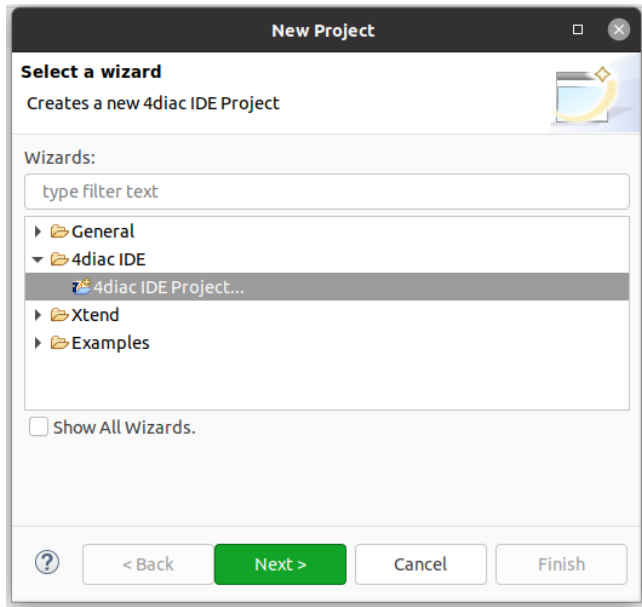 New Project
Select a wizard
Creates a new 4diac IDE Project
Wizards:
type filter text
General
4diac IDE
4diac IDE Project...
Xtend
Examples
Show All Wizards.
? < Back Next > Cancel Finish